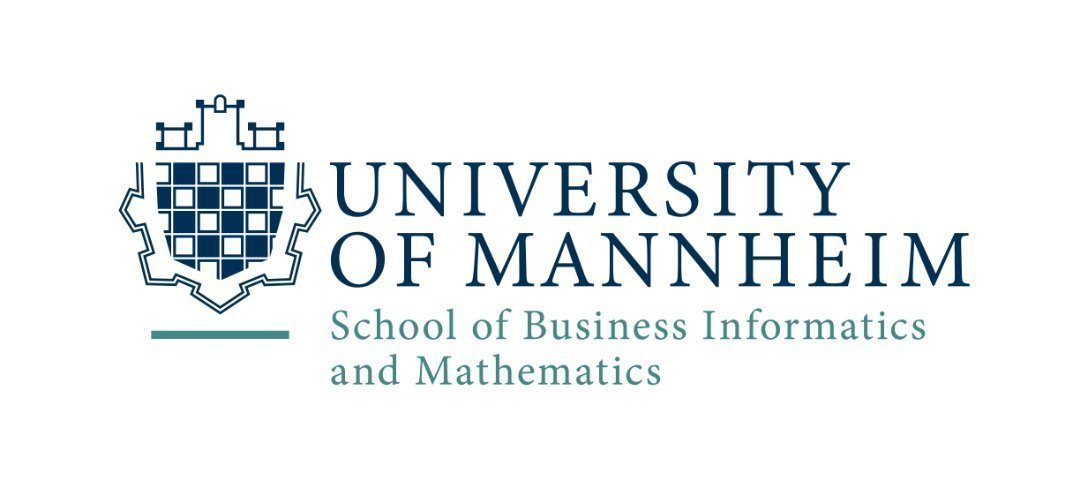 UNIVERSITY
OF MANNHEIM
School of Business Informatics
and Mathematics